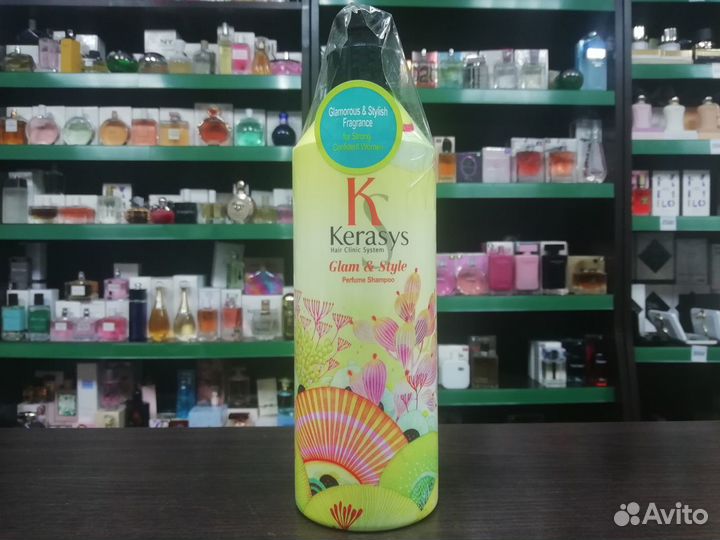 Glamorous & Stylish
Fragrance
for Strong
Confident Women
K
Kerasys
Hair Clinic System
Glam & Style
Perfume Shampoo
Avito